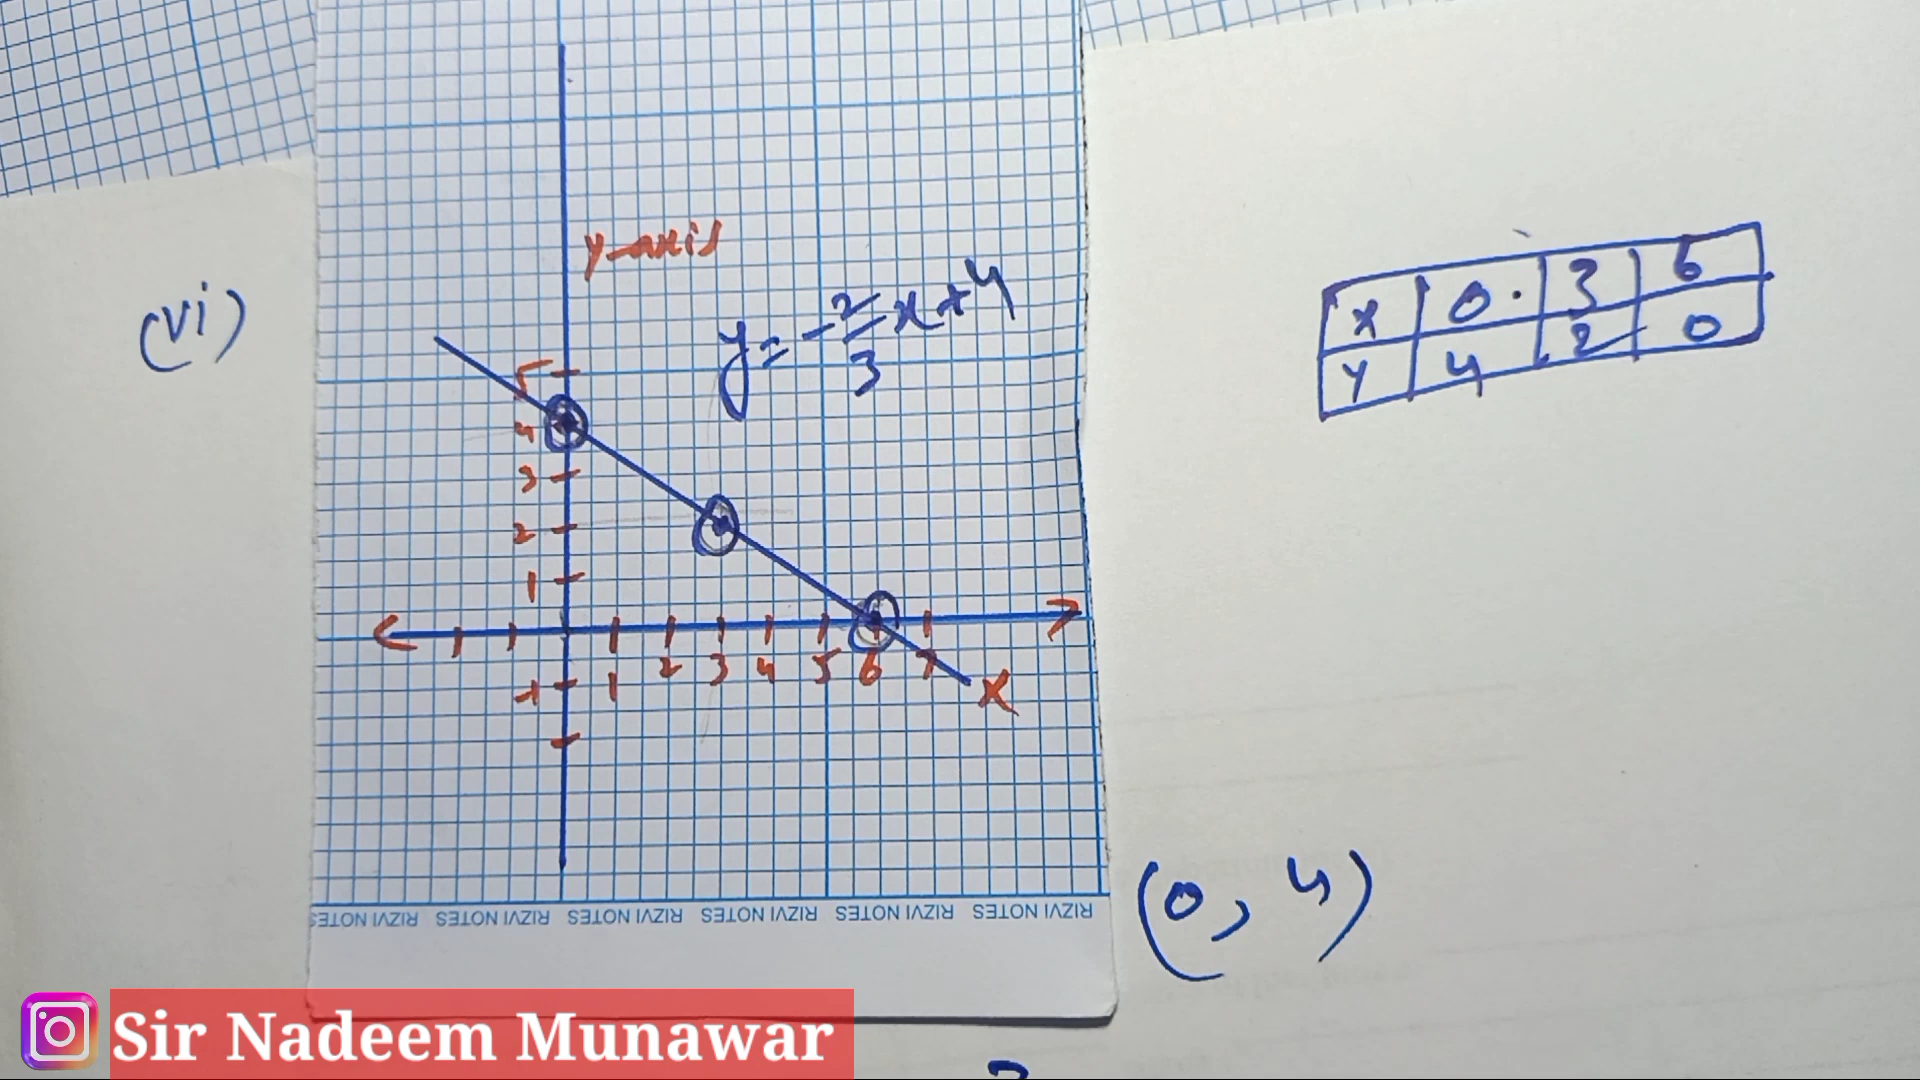 (vi)
y-axis
y = -2/3 x + 4
5
4
3
2
1
-1
1 2 3 4 5 6 7
X
X 0 3 6
Y 4 2 0
(0, 4)
RIZVI NOTES RIZVI NOTES RIZVI NOTES RIZVI NOTES RIZVI NOTES RIZVI NOTES
Sir Nadeem Munawar